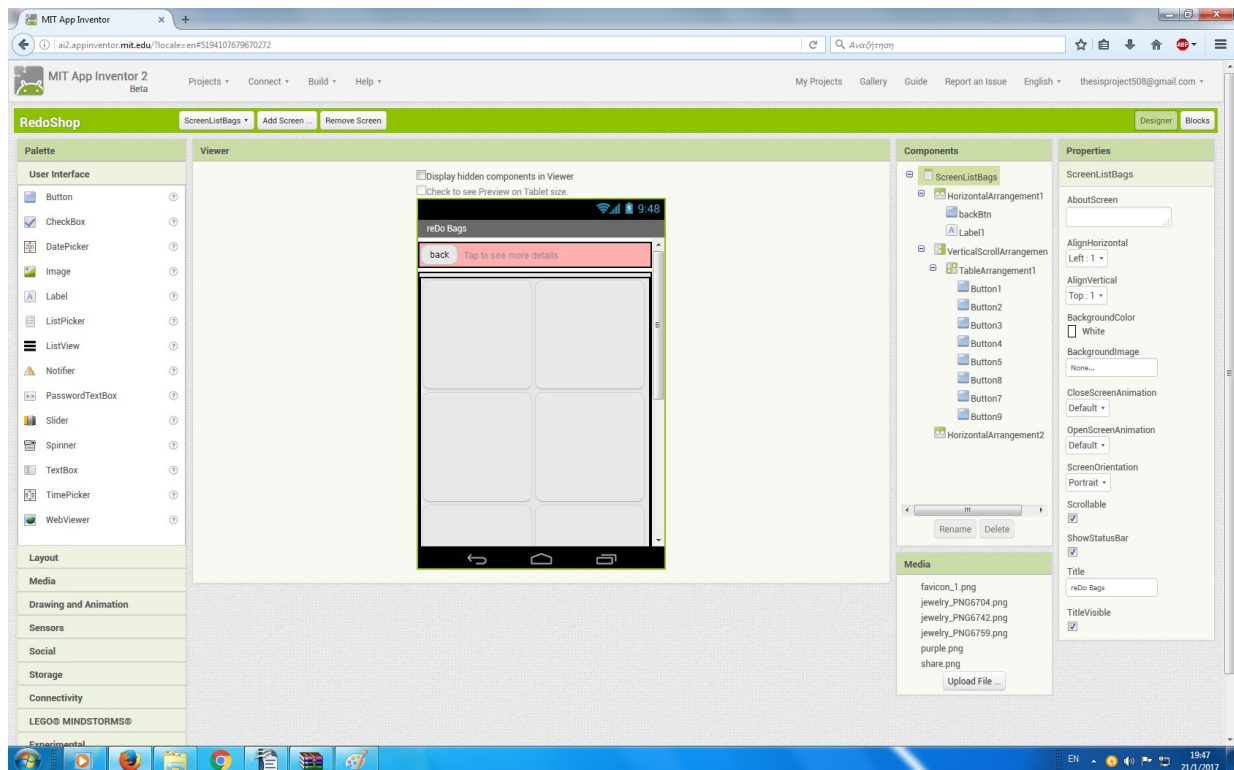 MIT App Inventor
ai2.appinventor.mit.edu/?locale=en#5194107679670272
Αναζήτηση
ABP
MIT App Inventor 2
Beta
Projects Connect Build Help
My Projects Gallery Guide Report an Issue English thesisproject508@gmail.com
RedoShop
ScreenListBags Add Screen ... Remove Screen
Designer Blocks
Palette
User Interface
Button
CheckBox
DatePicker
Image
Label
ListPicker
ListView
Notifier
PasswordTextBox
Slider
Spinner
TextBox
TimePicker
WebViewer
Layout
Media
Drawing and Animation
Sensors
Social
Storage
Connectivity
LEGO® MINDSTORMS®
Experimental
Viewer
Display hidden components in Viewer
Check to see Preview on Tablet size.
9:48
reDo Bags
back Tap to see more details
Components
ScreenListBags
HorizontalArrangement1
backBtn
Label1
VerticalScrollArrangemen
TableArrangement1
Button1
Button2
Button3
Button4
Button5
Button8
Button7
Button9
HorizontalArrangement2
Rename Delete
Media
favicon_1.png
jewelry_PNG6704.png
jewelry_PNG6742.png
jewelry_PNG6759.png
purple.png
share.png
Upload File ...
Properties
ScreenListBags
AboutScreen
AlignHorizontal
Left : 1
AlignVertical
Top : 1
BackgroundColor
White
BackgroundImage
None...
CloseScreenAnimation
Default
OpenScreenAnimation
Default
ScreenOrientation
Portrait
Scrollable
ShowStatusBar
Title
reDo Bags
TitleVisible
EN
19:47
21/1/2017